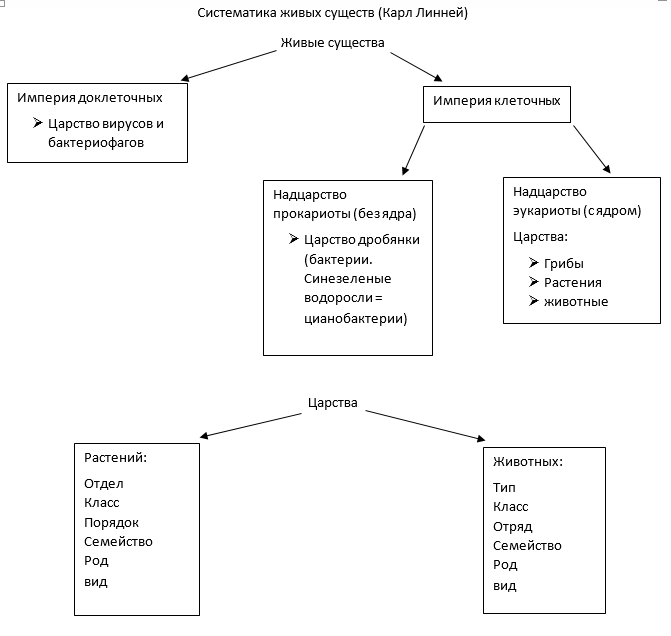 Систематика живых существ (Карл Линней)
Живые существа
Империя доклеточных
Царство вирусов и
бактериофагов
Империя клеточных
Надцарство
прокариоты (без ядра)
Царство дробянки
(бактерии.
Синезеленые
водоросли =
цианобактерии)
Надцарство
эукариоты (с ядром)
Царства:
Грибы
Растения
животные
Царства
Растений:
Отдел
Класс
Порядок
Семейство
Род
вид
Животных:
Тип
Класс
Отряд
Семейство
Род
вид